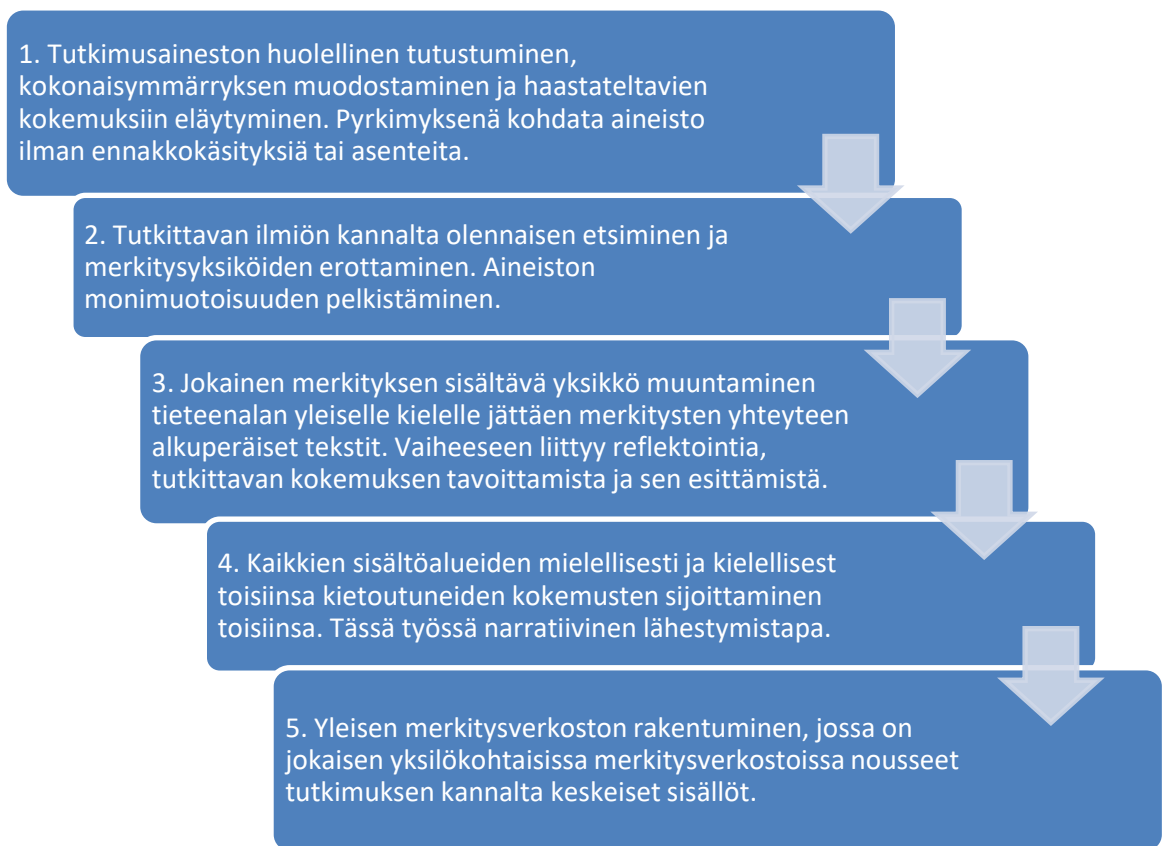 1. Tutkimusaineston huolellinen tutustuminen,
kokonaisymmärryksen muodostaminen ja haastateltavien
kokemuksiin eläytyminen. Pyrkimyksenä kohdata aineisto
ilman ennakkokäsityksiä tai asenteita.
2. Tutkittavan ilmiön kannalta olennaisen etsiminen ja
merkitysyksiköiden erottaminen. Aineiston
monimuotoisuuden pelkistäminen.
3. Jokainen merkityksen sisältävä yksikkö muuntaminen
tieteenalan yleiselle kielelle jättäen merkitysten yhteyteen
alkuperäiset tekstit. Vaiheeseen liittyy reflektointia,
tutkittavan kokemuksen tavoittamista ja sen esittämistä.
4. Kaikkien sisältöalueiden mielellisesti ja kielellisest
toisiinsa kietoutuneiden kokemusten sijoittaminen
toisiinsa. Tässä työssä narratiivinen lähestymistapa.
5. Yleisen merkitysverkoston rakentuminen, jossa on
jokaisen yksilökohtaisissa merkitysverkostoissa nousseet
tutkimuksen kannalta keskeiset sisällöt.